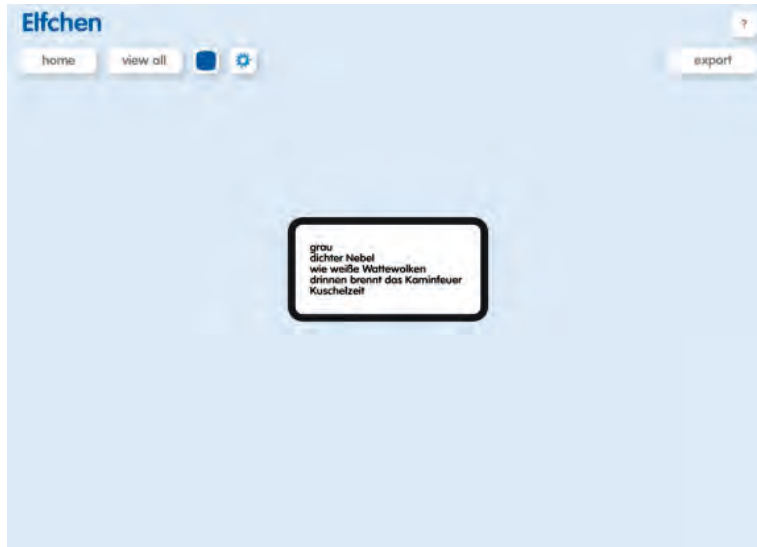 Elfchen
?
home
view all
export
grau
dichter Nebel
wie weiße Wattewolken
drinnen brennt das Kaminfeuer
Kuschelzeit